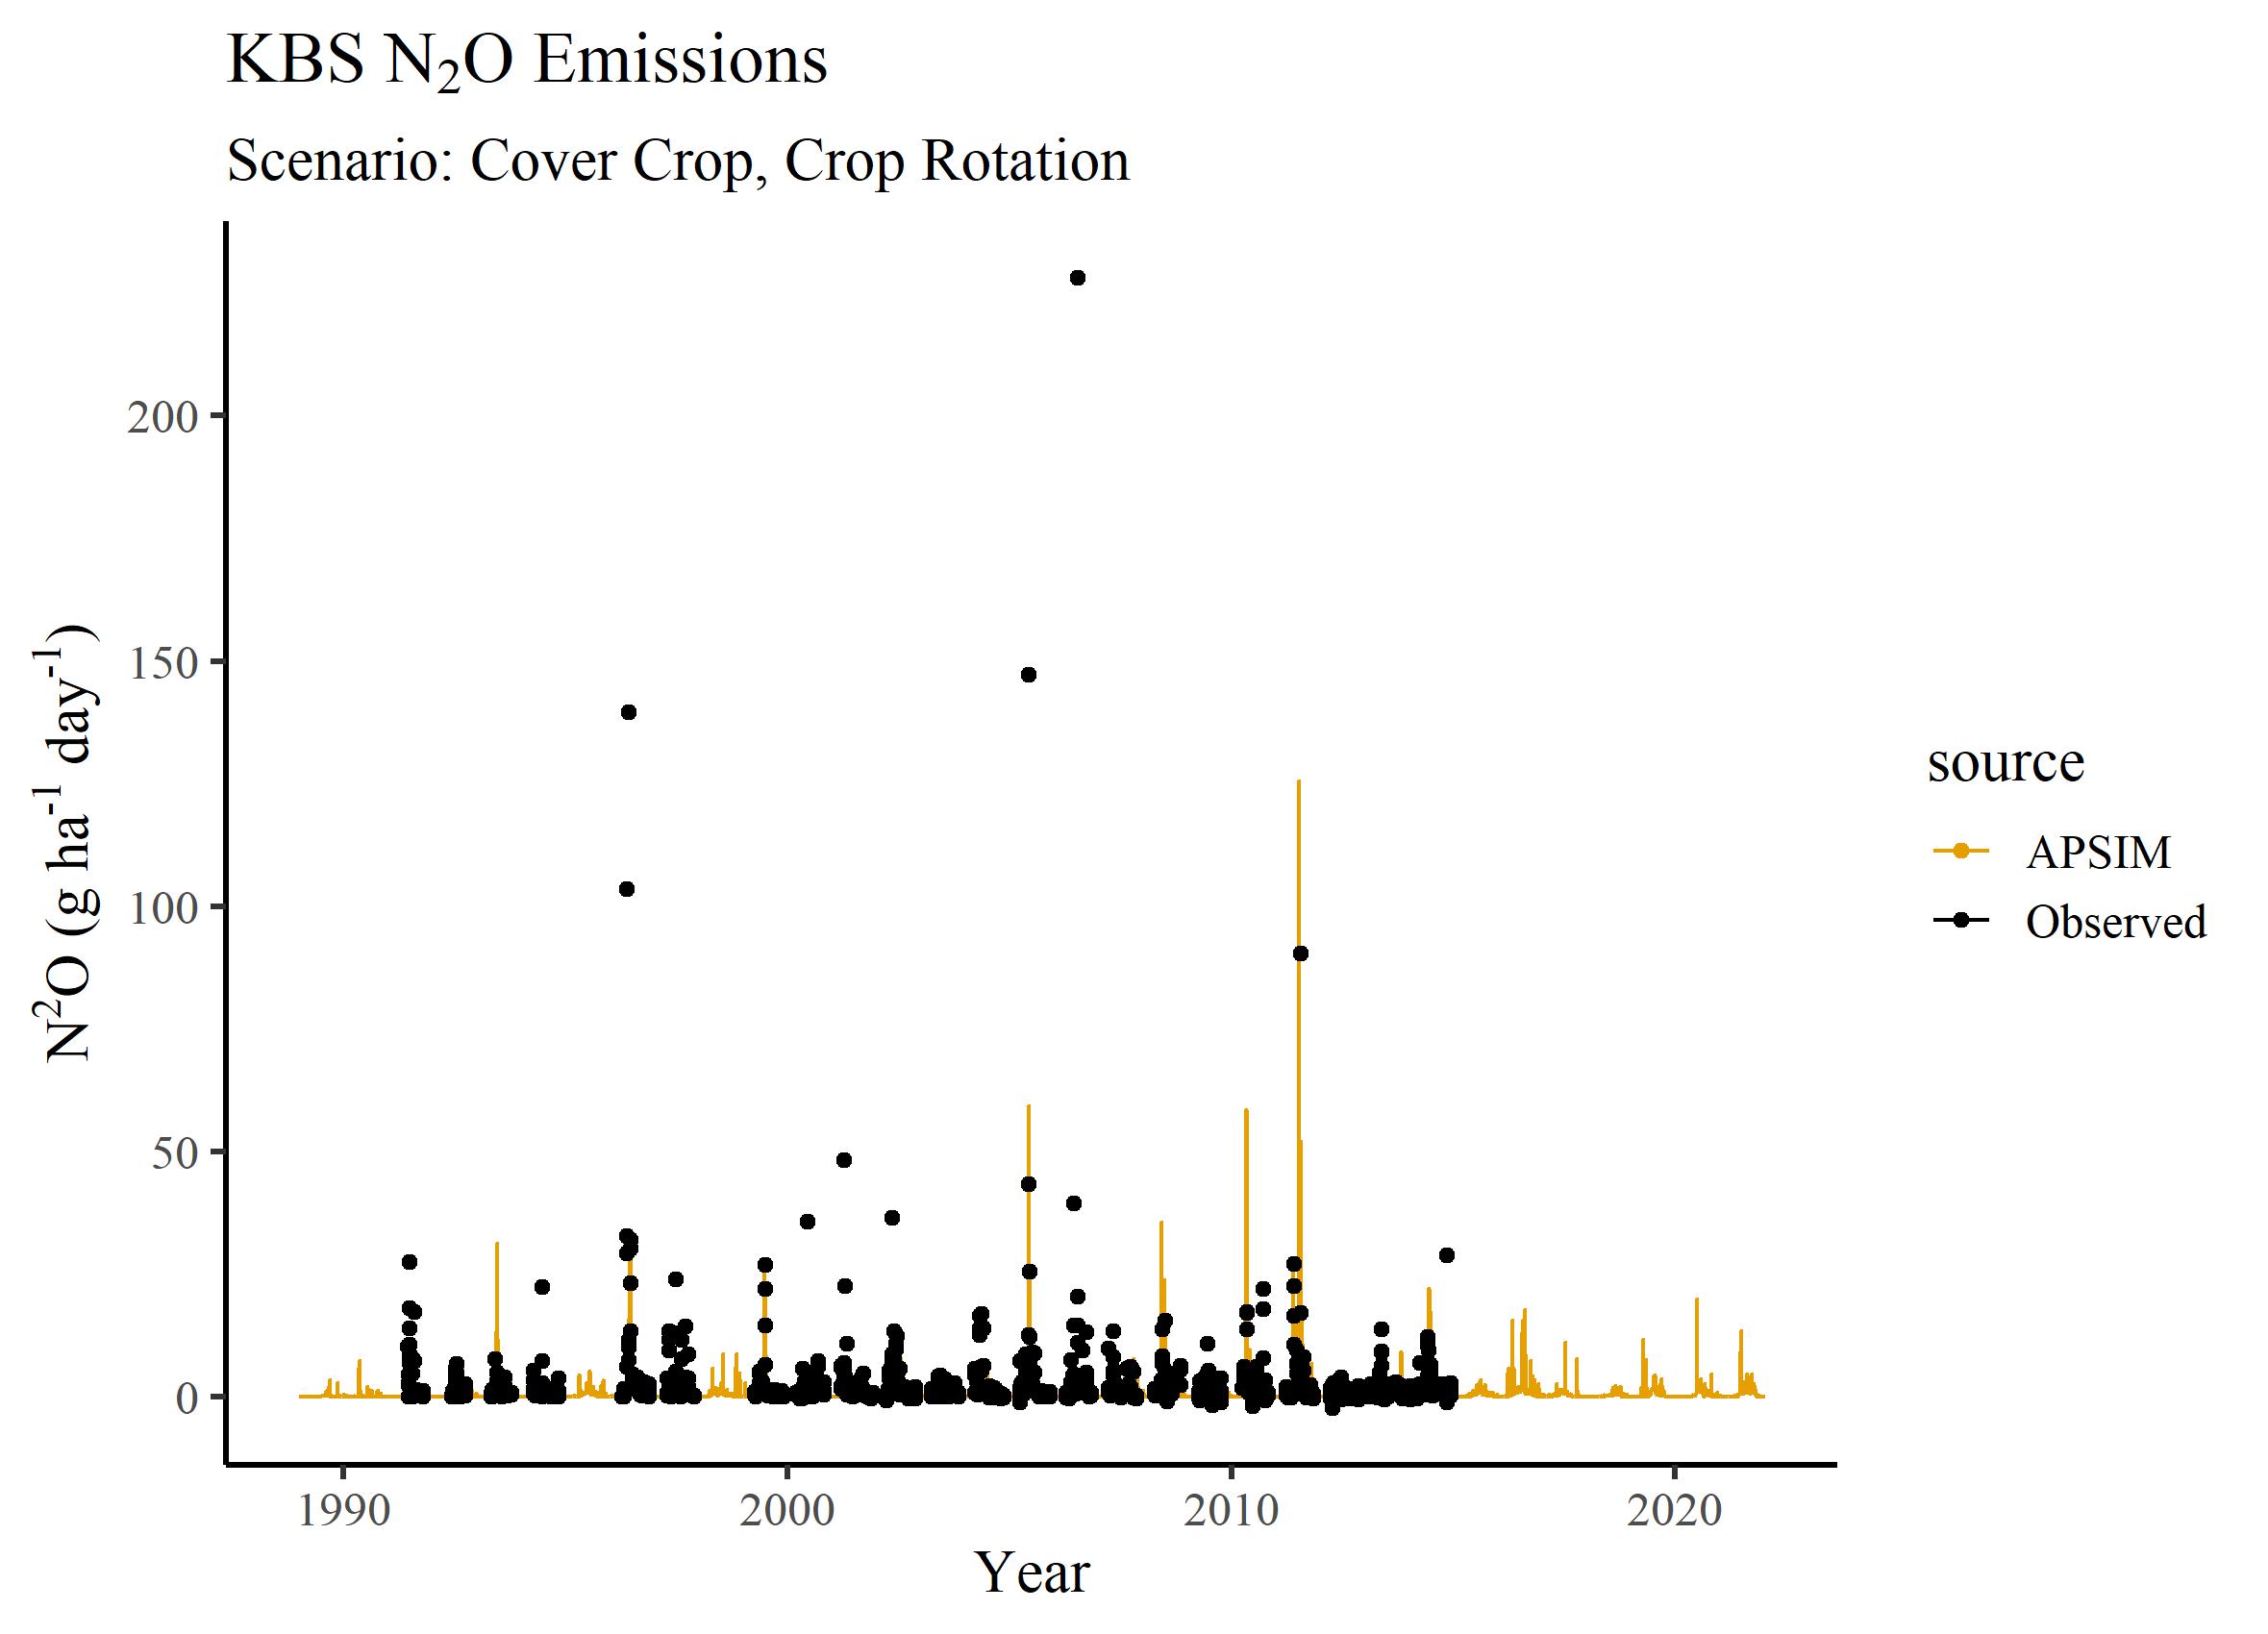 KBS N₂O Emissions
Scenario: Cover Crop, Crop Rotation
N²O (g ha⁻¹ day⁻¹)
200
150
100
50
0
1990 2000 2010 2020
Year
source
APSIM
Observed